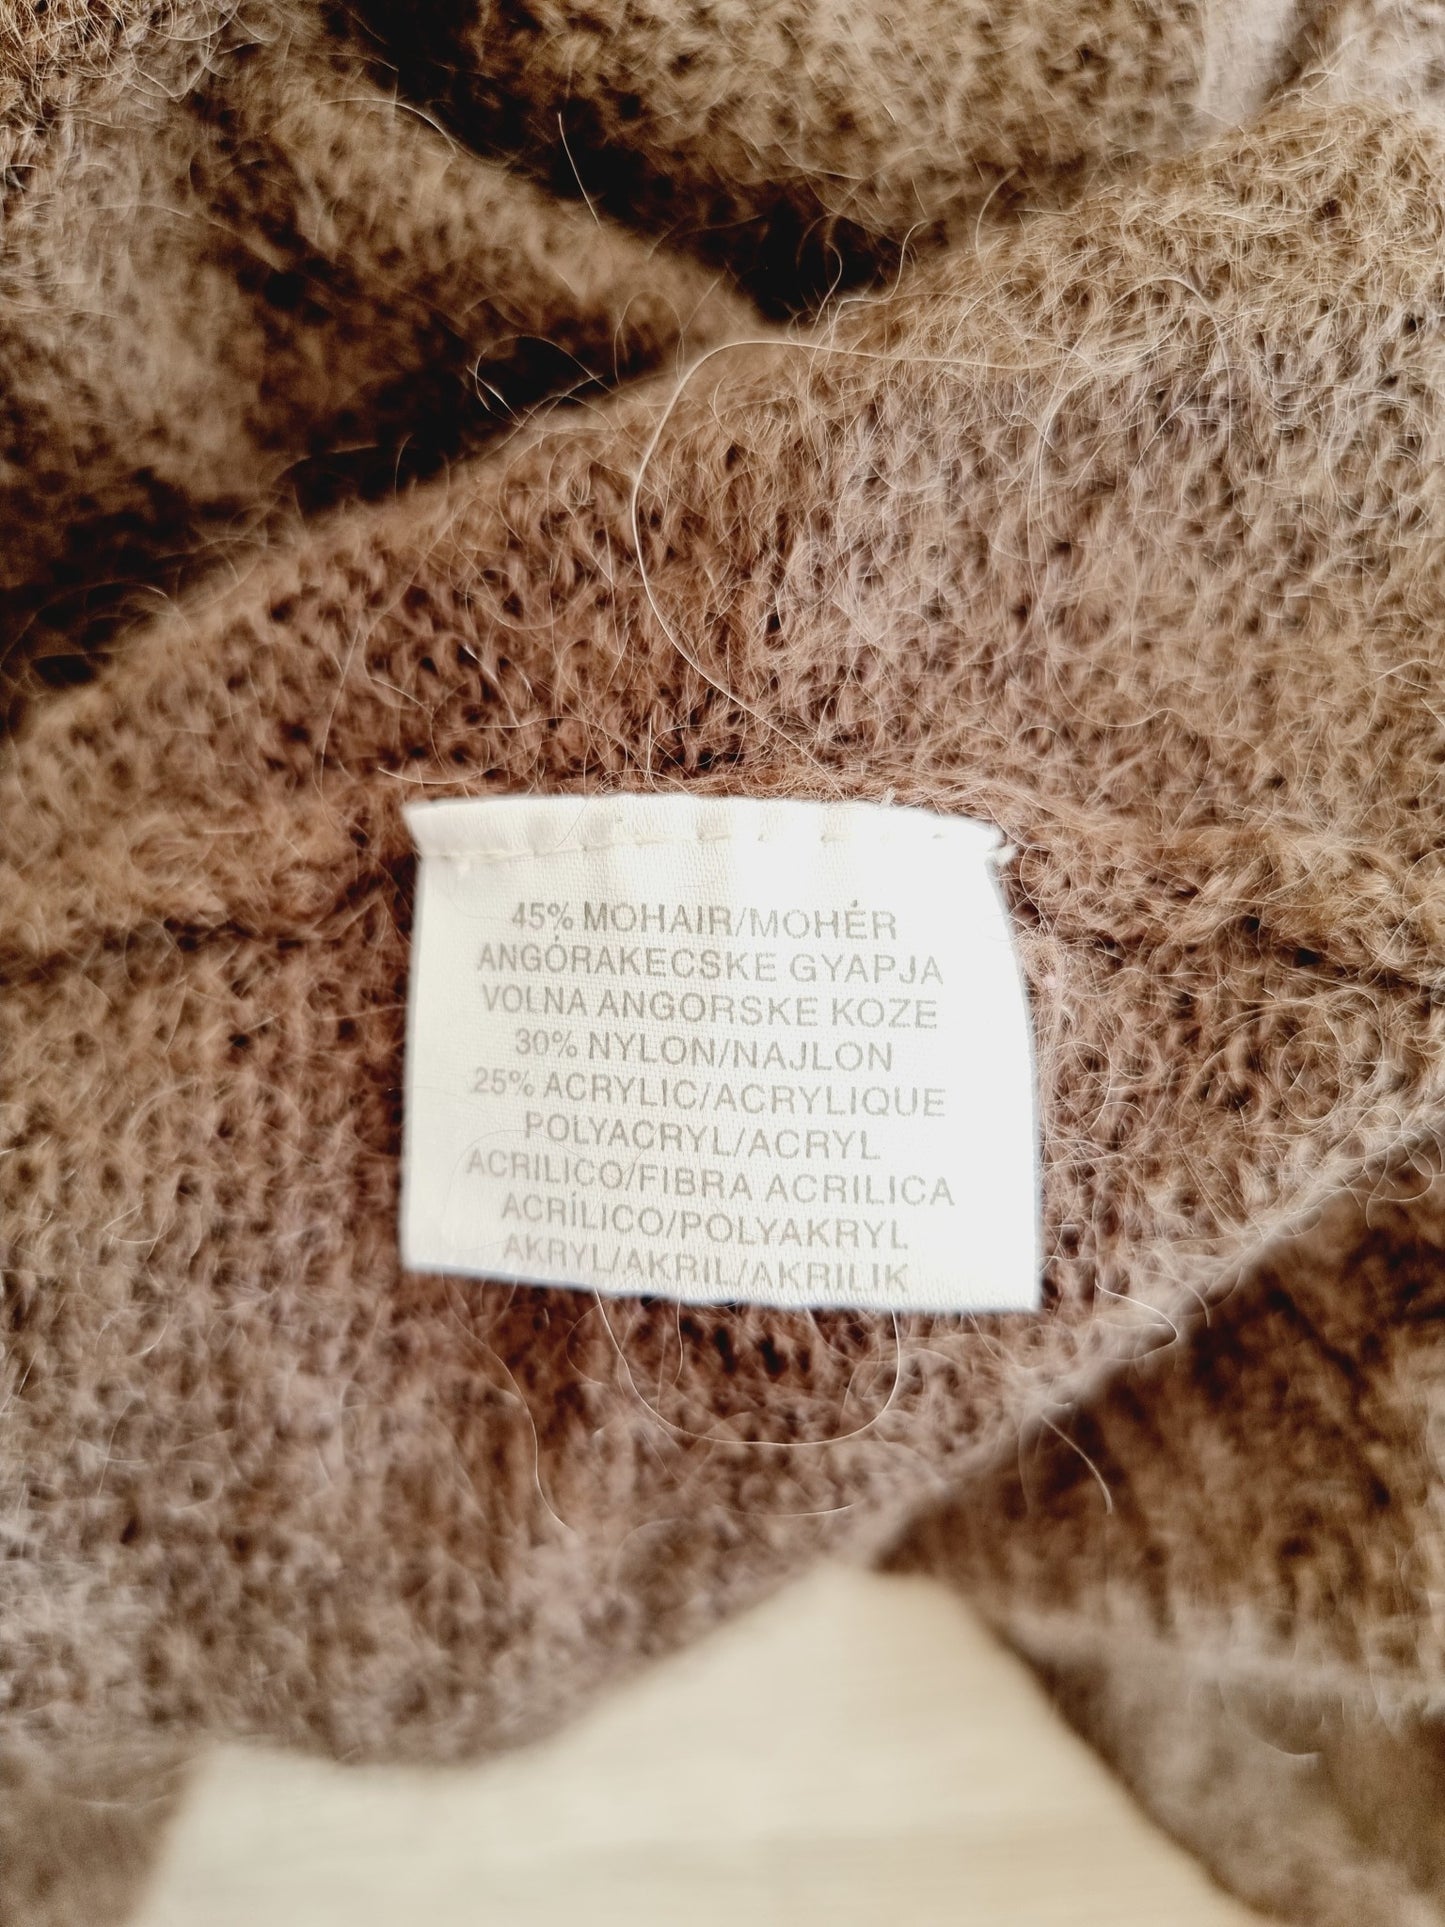 45% MOHAIR/MOHÉR
ANGÓRAKECSKE GYAPJA
VOLNA ANGORSKE KOZE
30% NYLON/NAJLON
25% ACRYLIC/ACRYLIQUE
POLYACRYL/ACRYL
ACRILICO/FIBRA ACRILICA
ACRÍLICO/POLYAKRYL
AKRYL/AKRIL/AKRILIK